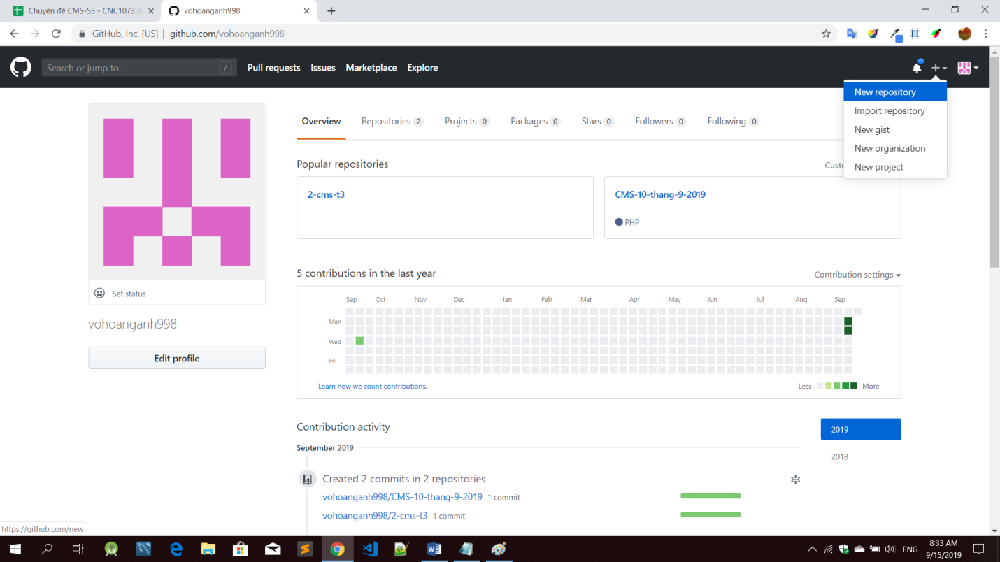 Chuyên đề CMS-S3 - CNC10735
vohoanganh998
GitHub, Inc. [US] | github.com/vohoanganh998
Search or jump to...
/
Pull requests
Issues
Marketplace
Explore
New repository
Import repository
New gist
New organization
New project
Overview
Repositories 2
Projects 0
Packages 0
Stars 0
Followers 0
Following 0
Popular repositories
2-cms-t3
CMS-10-thang-9-2019
PHP
Set status
vohoanganh998
Edit profile
5 contributions in the last year
Contribution settings
Sep Oct Nov Dec Jan Feb Mar Apr May Jun Jul Aug Sep
Mon
Wed
Fri
Learn how we count contributions.
Less More
Contribution activity
2019
2018
September 2019
Created 2 commits in 2 repositories
vohoanganh998/CMS-10-thang-9-2019 1 commit
vohoanganh998/2-cms-t3 1 commit
https://github.com/new
ENG
8:33 AM
9/15/2019